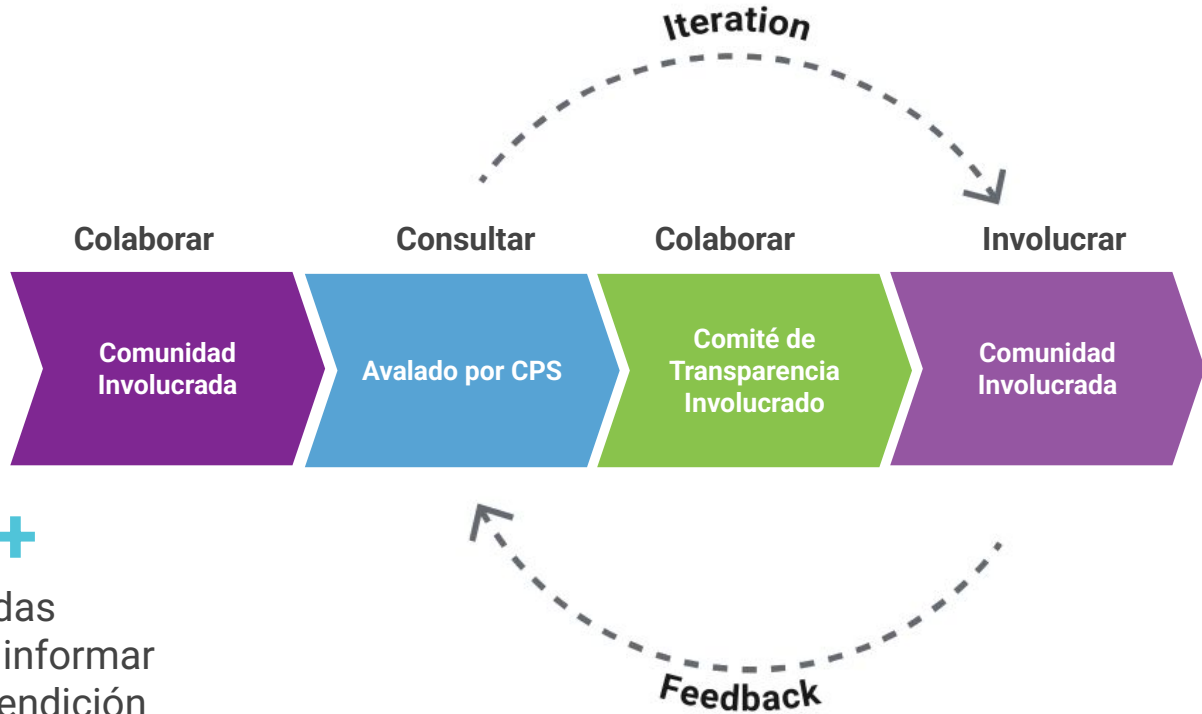 Iteration
Colaborar
Consultar
Colaborar
Involucrar
Comunidad
Involucrada
Avalado por CPS
Comité de
Transparencia
Involucrado
Comunidad
Involucrada
+
das
informar
endición
Feedback